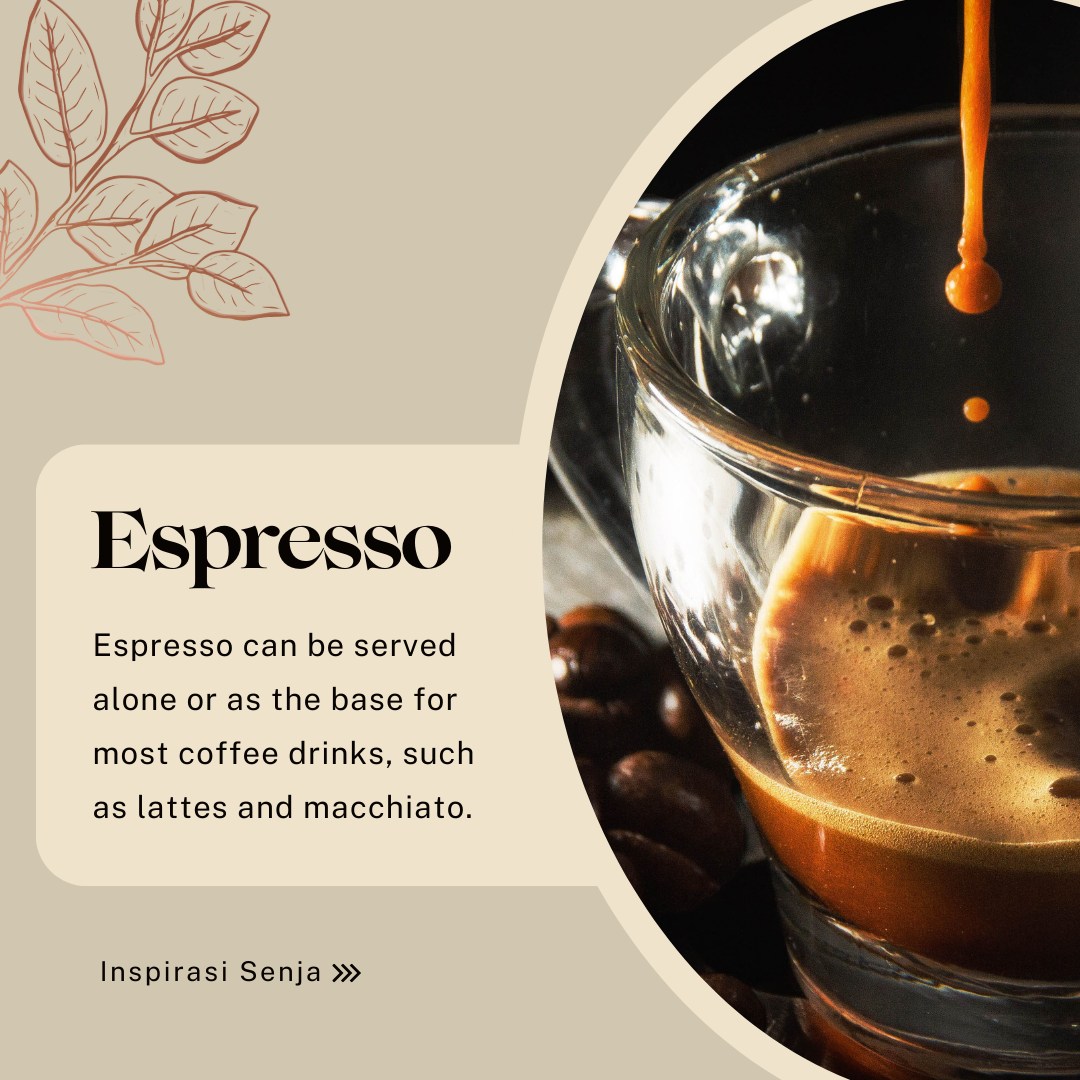 Espresso
Espresso can be served
alone or as the base for
most coffee drinks, such
as lattes and macchiato.
Inspirasi Senja